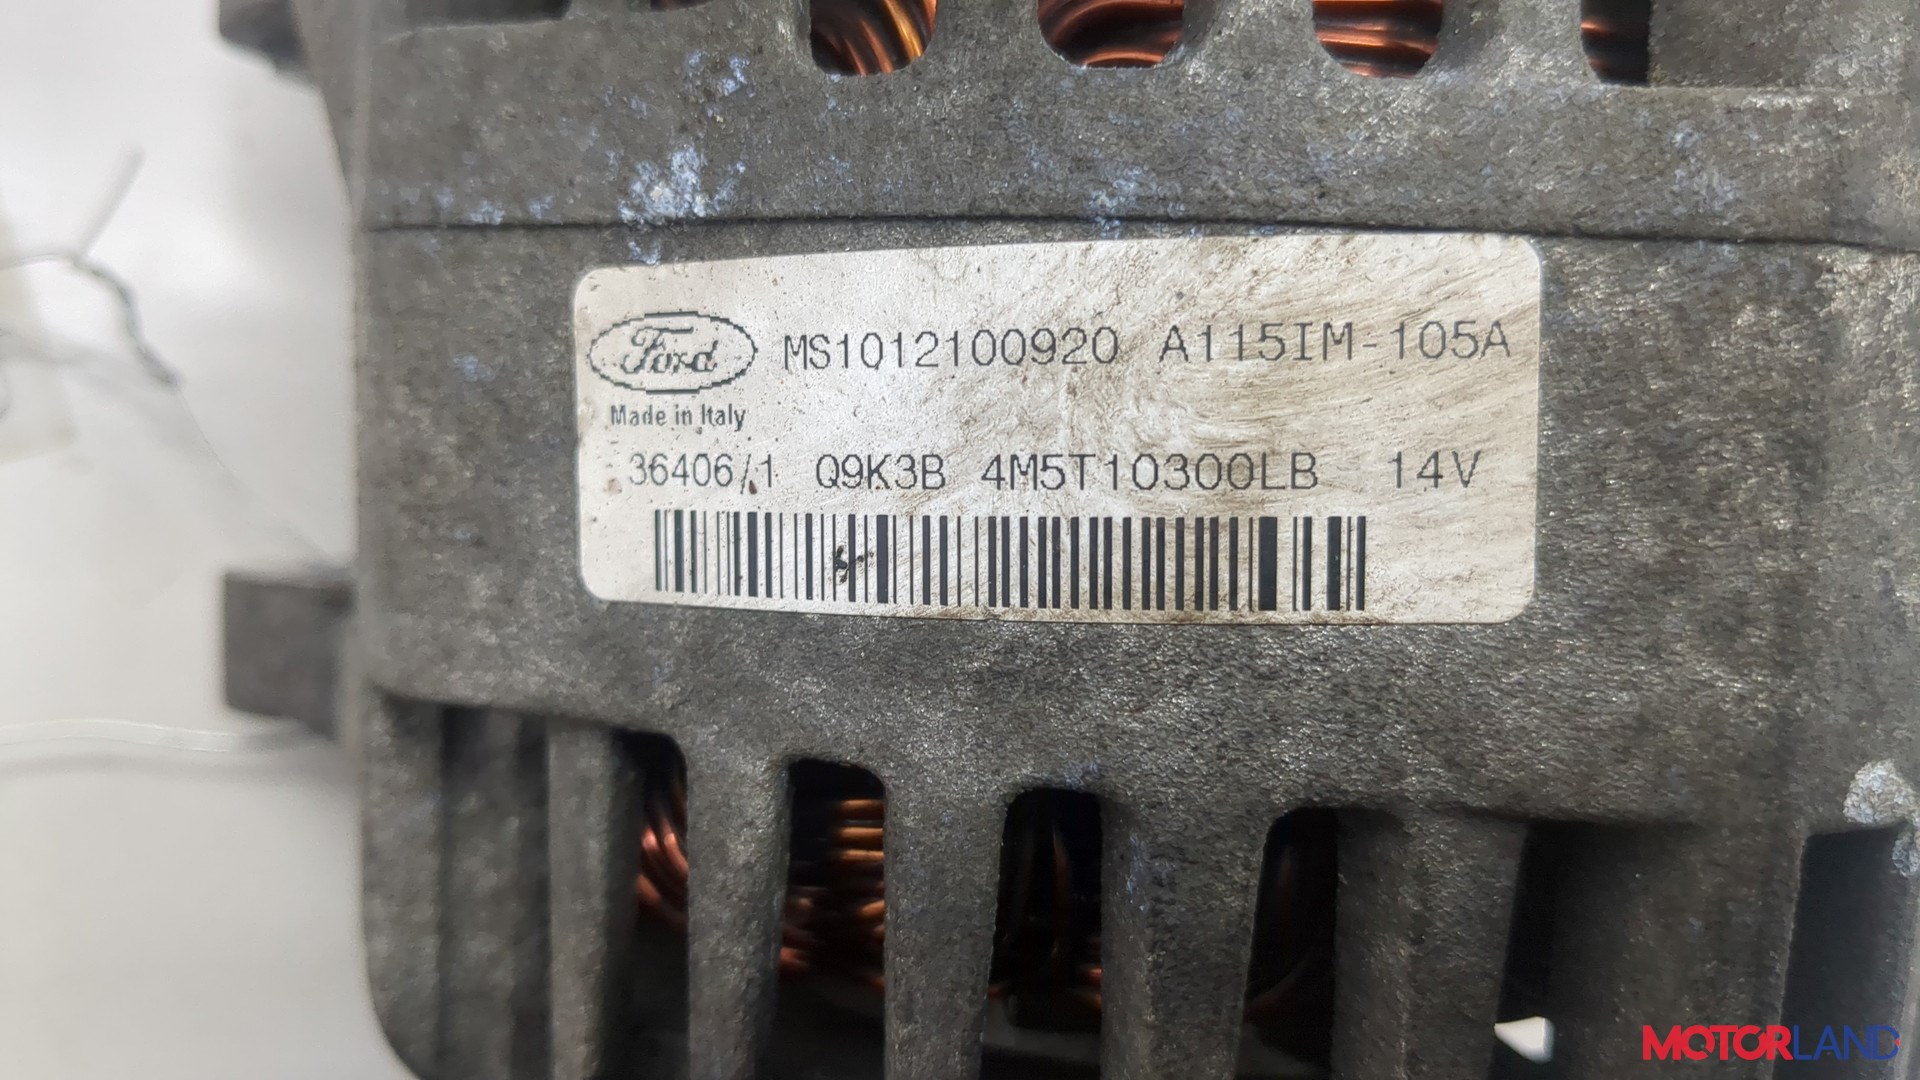 Ford MS1012100920 A115IM-105A
Made in Italy
36406/1 Q9K3B 4M5T10300LB 14V
MOTORLAND